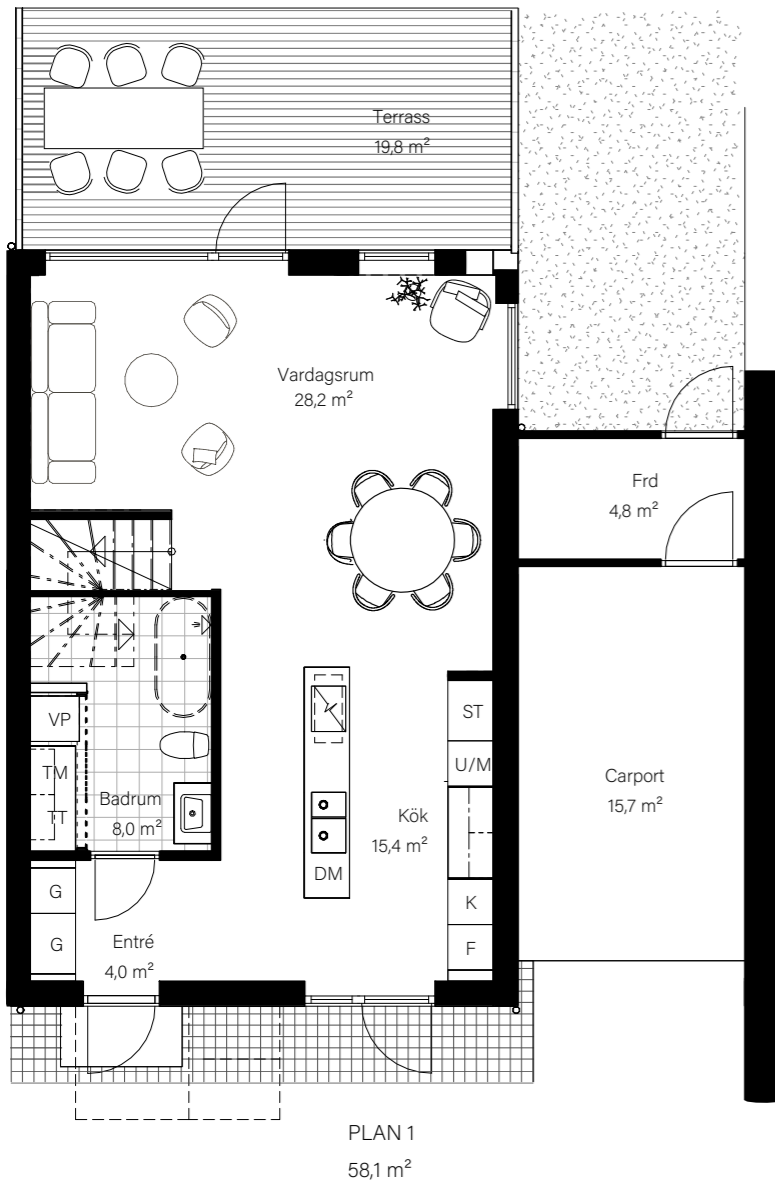 Terrass
19,8 m²
Vardagsrum
28,2 m²
Frd
4,8 m²
VP
TM
TT
Badrum
8,0 m²
ST
U/M
Kök
15,4 m²
DM
K
F
Carport
15,7 m²
G
G
Entré
4,0 m²
PLAN 1
58,1 m²